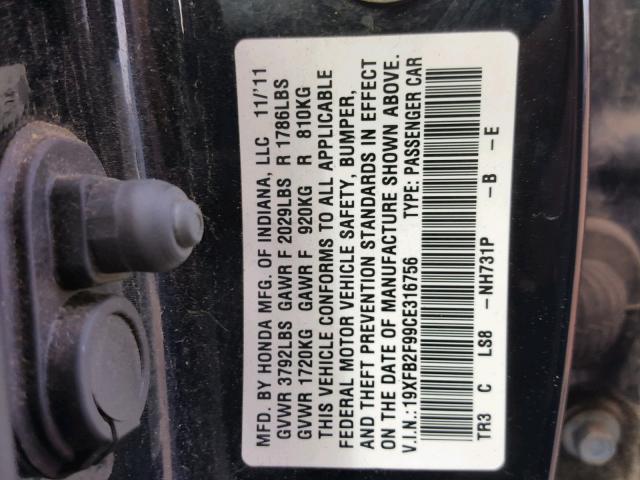 MFD. BY HONDA MFG. OF INDIANA, LLC 11/'11
GVWR 3792LBS GAWR F 2029LBS R 1786LBS
GVWR 1720KG GAWR F 920KG R 810KG
THIS VEHICLE CONFORMS TO ALL APPLICABLE
FEDERAL MOTOR VEHICLE SAFETY, BUMPER,
AND THEFT PREVENTION STANDARDS IN EFFECT
ON THE DATE OF MANUFACTURE SHOWN ABOVE.
V.I.N.:19XFB2F99CE316756 TYPE: PASSENGER CAR
TR3 C LS8 -NH731P -B -E